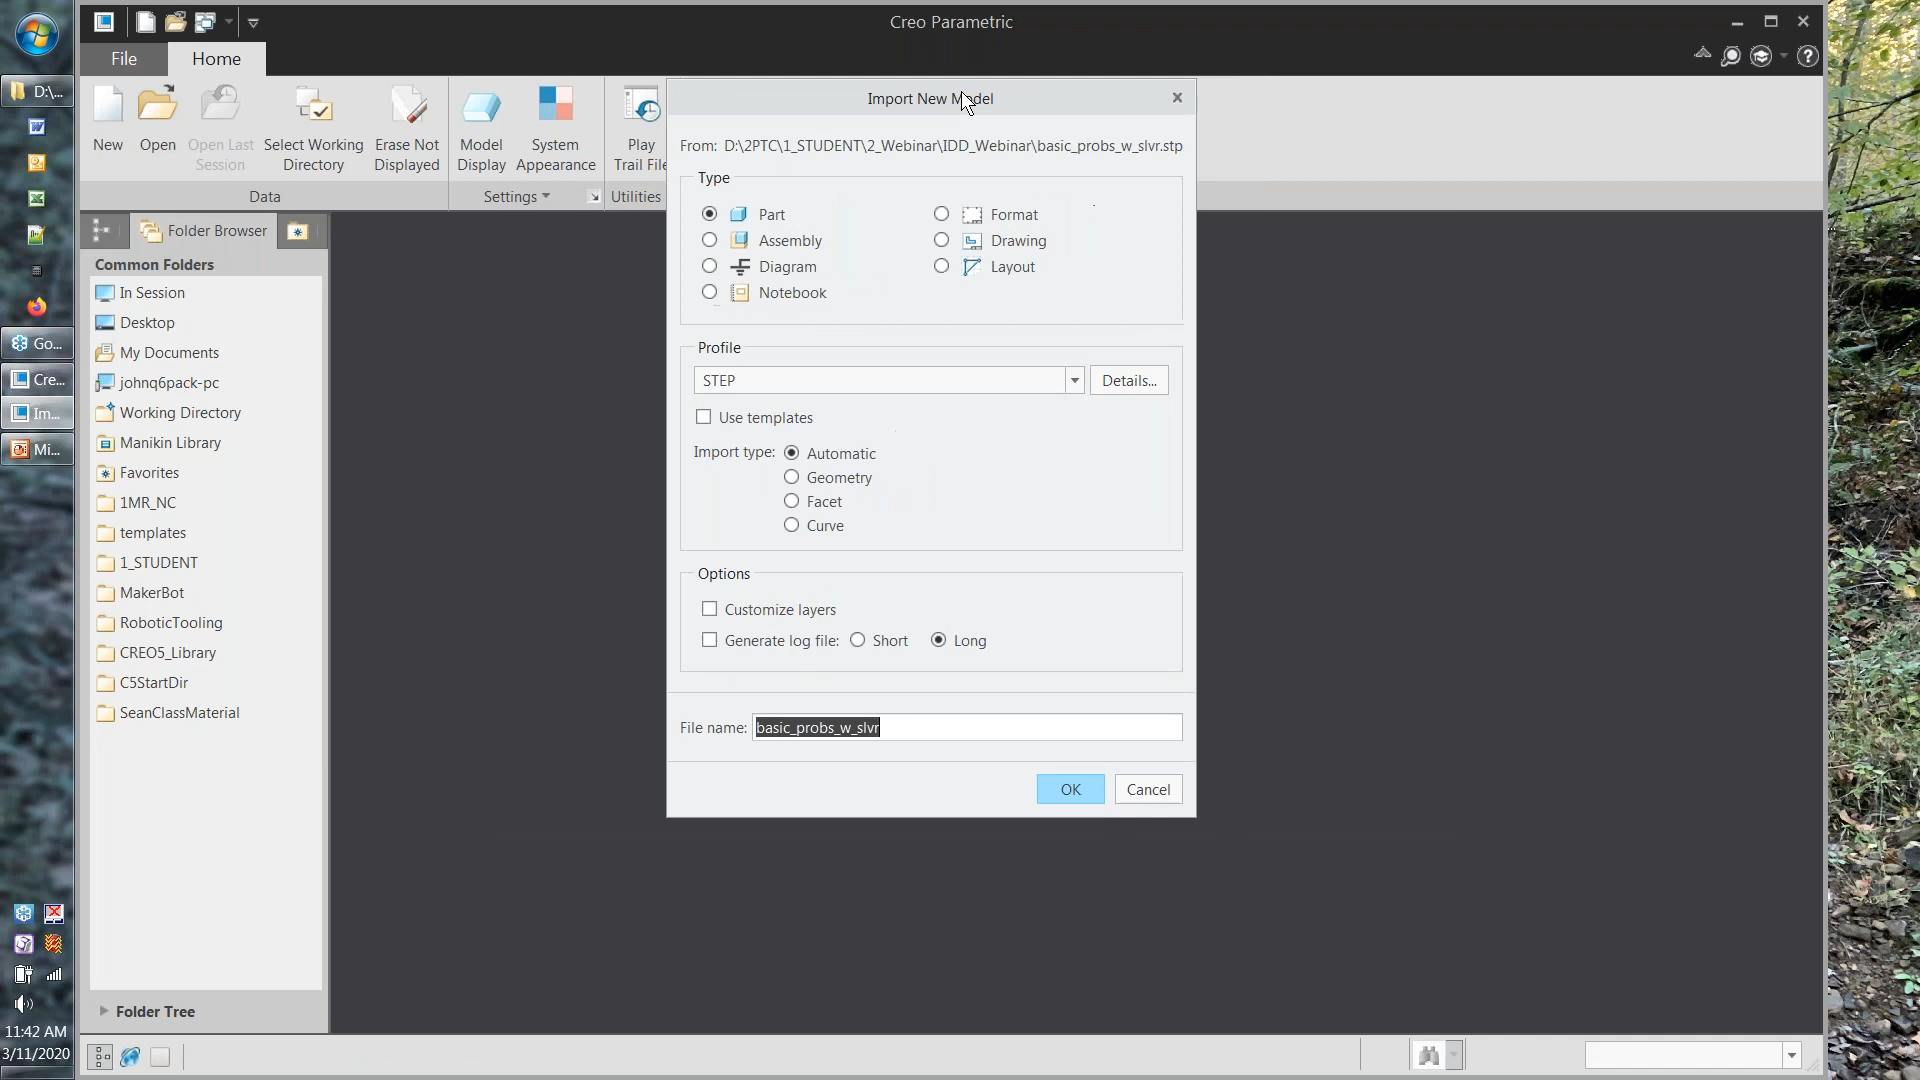 Creo Parametric
File
Home
New
Open
Open Last
Session
Select Working
Directory
Erase Not
Displayed
Model
Display
System
Appearance
Play
Trail File
Data
Settings
Utilities
Folder Browser
Common Folders
In Session
Desktop
My Documents
johnq6pack-pc
Working Directory
Manikin Library
Favorites
1MR_NC
templates
1_STUDENT
MakerBot
RoboticTooling
CREO5_Library
C5StartDir
SeanClassMaterial
Folder Tree
Import New Model
From: D:\2PTC\1_STUDENT\2_Webinar\IDD_Webinar\basic_probs_w_slvr.stp
Type
Part
Format
Assembly
Drawing
Diagram
Layout
Notebook
Profile
STEP
Details...
Use templates
Import type:
Automatic
Geometry
Facet
Curve
Options
Customize layers
Generate log file:
Short
Long
File name:
basic_probs_w_slvr
OK
Cancel
D:\...
Go...
Cre...
Im...
Mi...
11:42 AM
3/11/2020